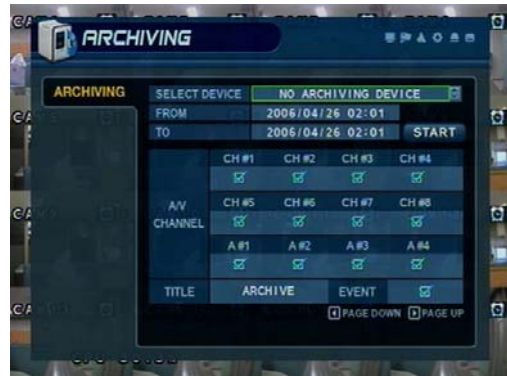 ARCHIVING
ARCHIVING
SELECT DEVICE NO ARCHIVING DEVICE
FROM 2006/04/26 02:01
TO 2006/04/26 02:01 START
CH #1 CH #2 CH #3 CH #4
A/V CHANNEL
CH #5 CH #6 CH #7 CH #8
A #1 A #2 A #3 A #4
TITLE ARCHIVE EVENT
PAGE DOWN PAGE UP